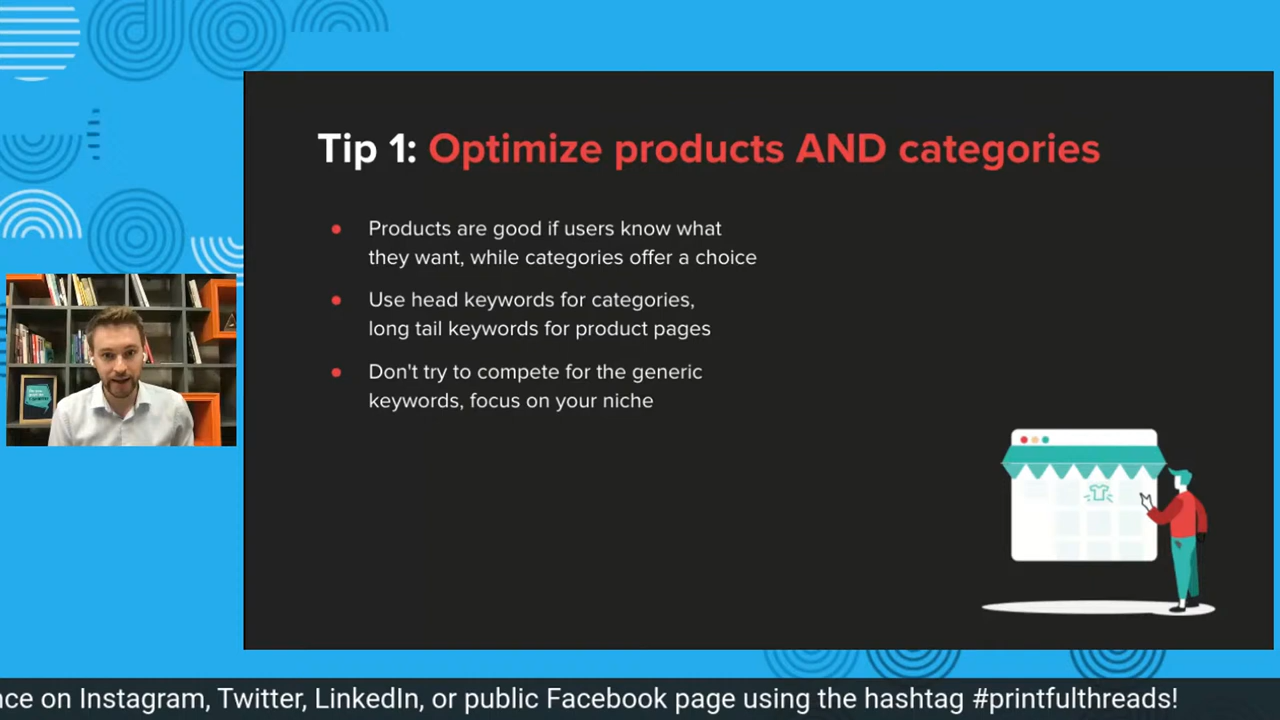 Tip 1: Optimize products AND categories
Products are good if users know what
they want, while categories offer a choice
Use head keywords for categories,
long tail keywords for product pages
Don't try to compete for the generic
keywords, focus on your niche
on Instagram, Twitter, LinkedIn, or public Facebook page using the hashtag #printfulthreads!